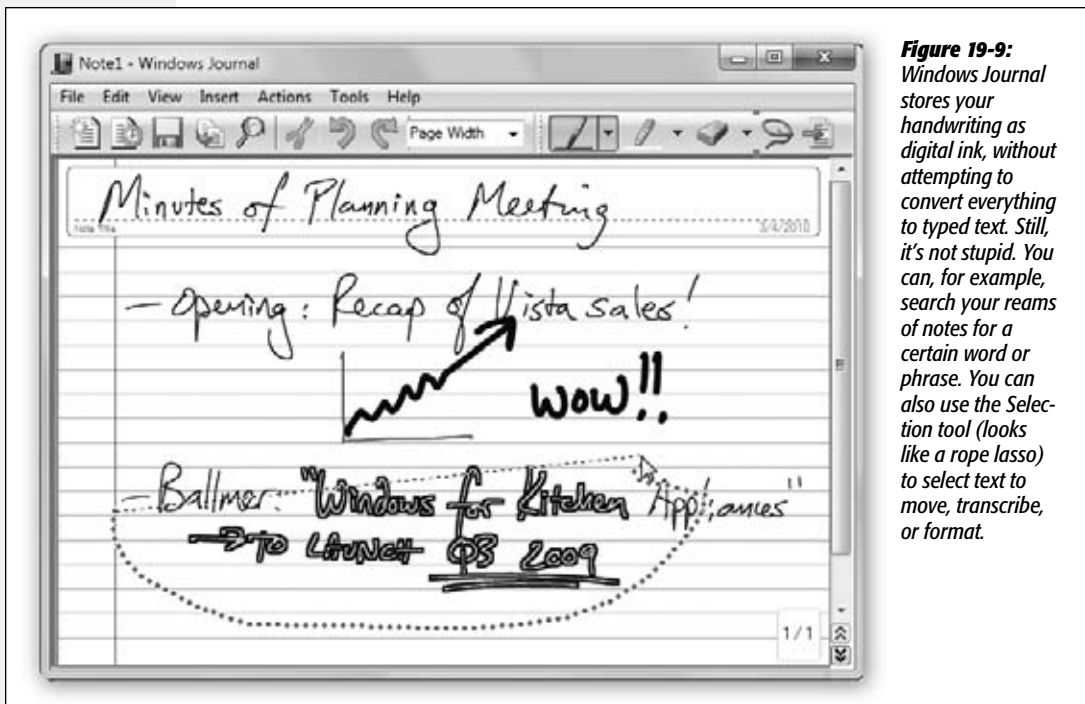 Note1 - Windows Journal
File Edit View Insert Actions Tools Help
Page Width
Minutes of Planning Meeting
Note Title
3/4/2010
- Opening: Recap of Vista sales!
WOW!!
- Ballmer: "Windows for Kitchen Appliances"
→ TO LAUNCH Q3 2009
1/1
Figure 19-9:
Windows Journal
stores your
handwriting as
digital ink, without
attempting to
convert everything
to typed text. Still,
it's not stupid. You
can, for example,
search your reams
of notes for a
certain word or
phrase. You can
also use the Selec-
tion tool (looks
like a rope lasso)
to select text to
move, transcribe,
or format.